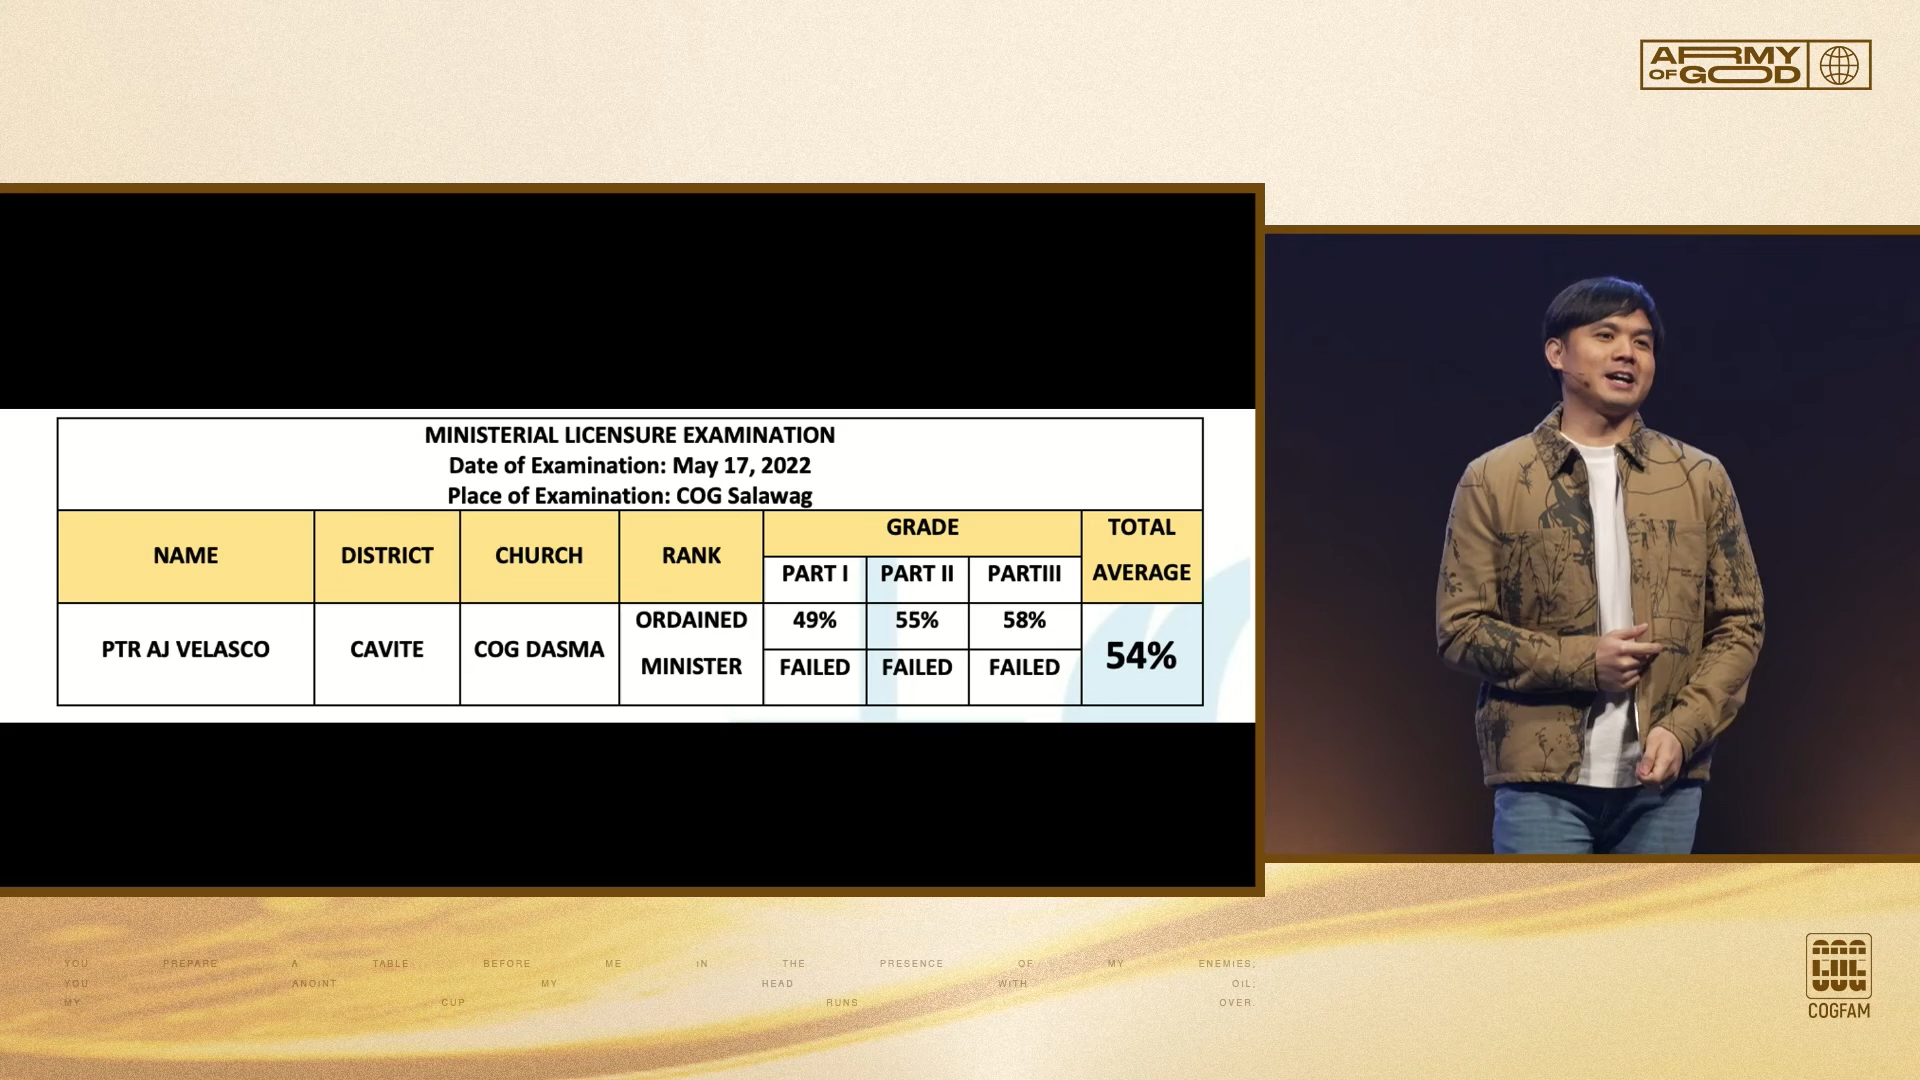 ARMY
OF GOOD
MINISTERIAL LICENSURE EXAMINATION
Date of Examination: May 17, 2022
Place of Examination: COG Salawag
NAME DISTRICT CHURCH RANK GRADE TOTAL AVERAGE
PART I PART II PARTIII
PTR AJ VELASCO CAVITE COG DASMA ORDAINED MINISTER 49% 55% 58% 54%
FAILED FAILED FAILED
YOU PREPARE A TABLE BEFORE ME IN THE PRESENCE OF MY ENEMIES;
YOU ANOINT MY HEAD WITH OIL;
MY CUP RUNS OVER.
COG
COGFAM